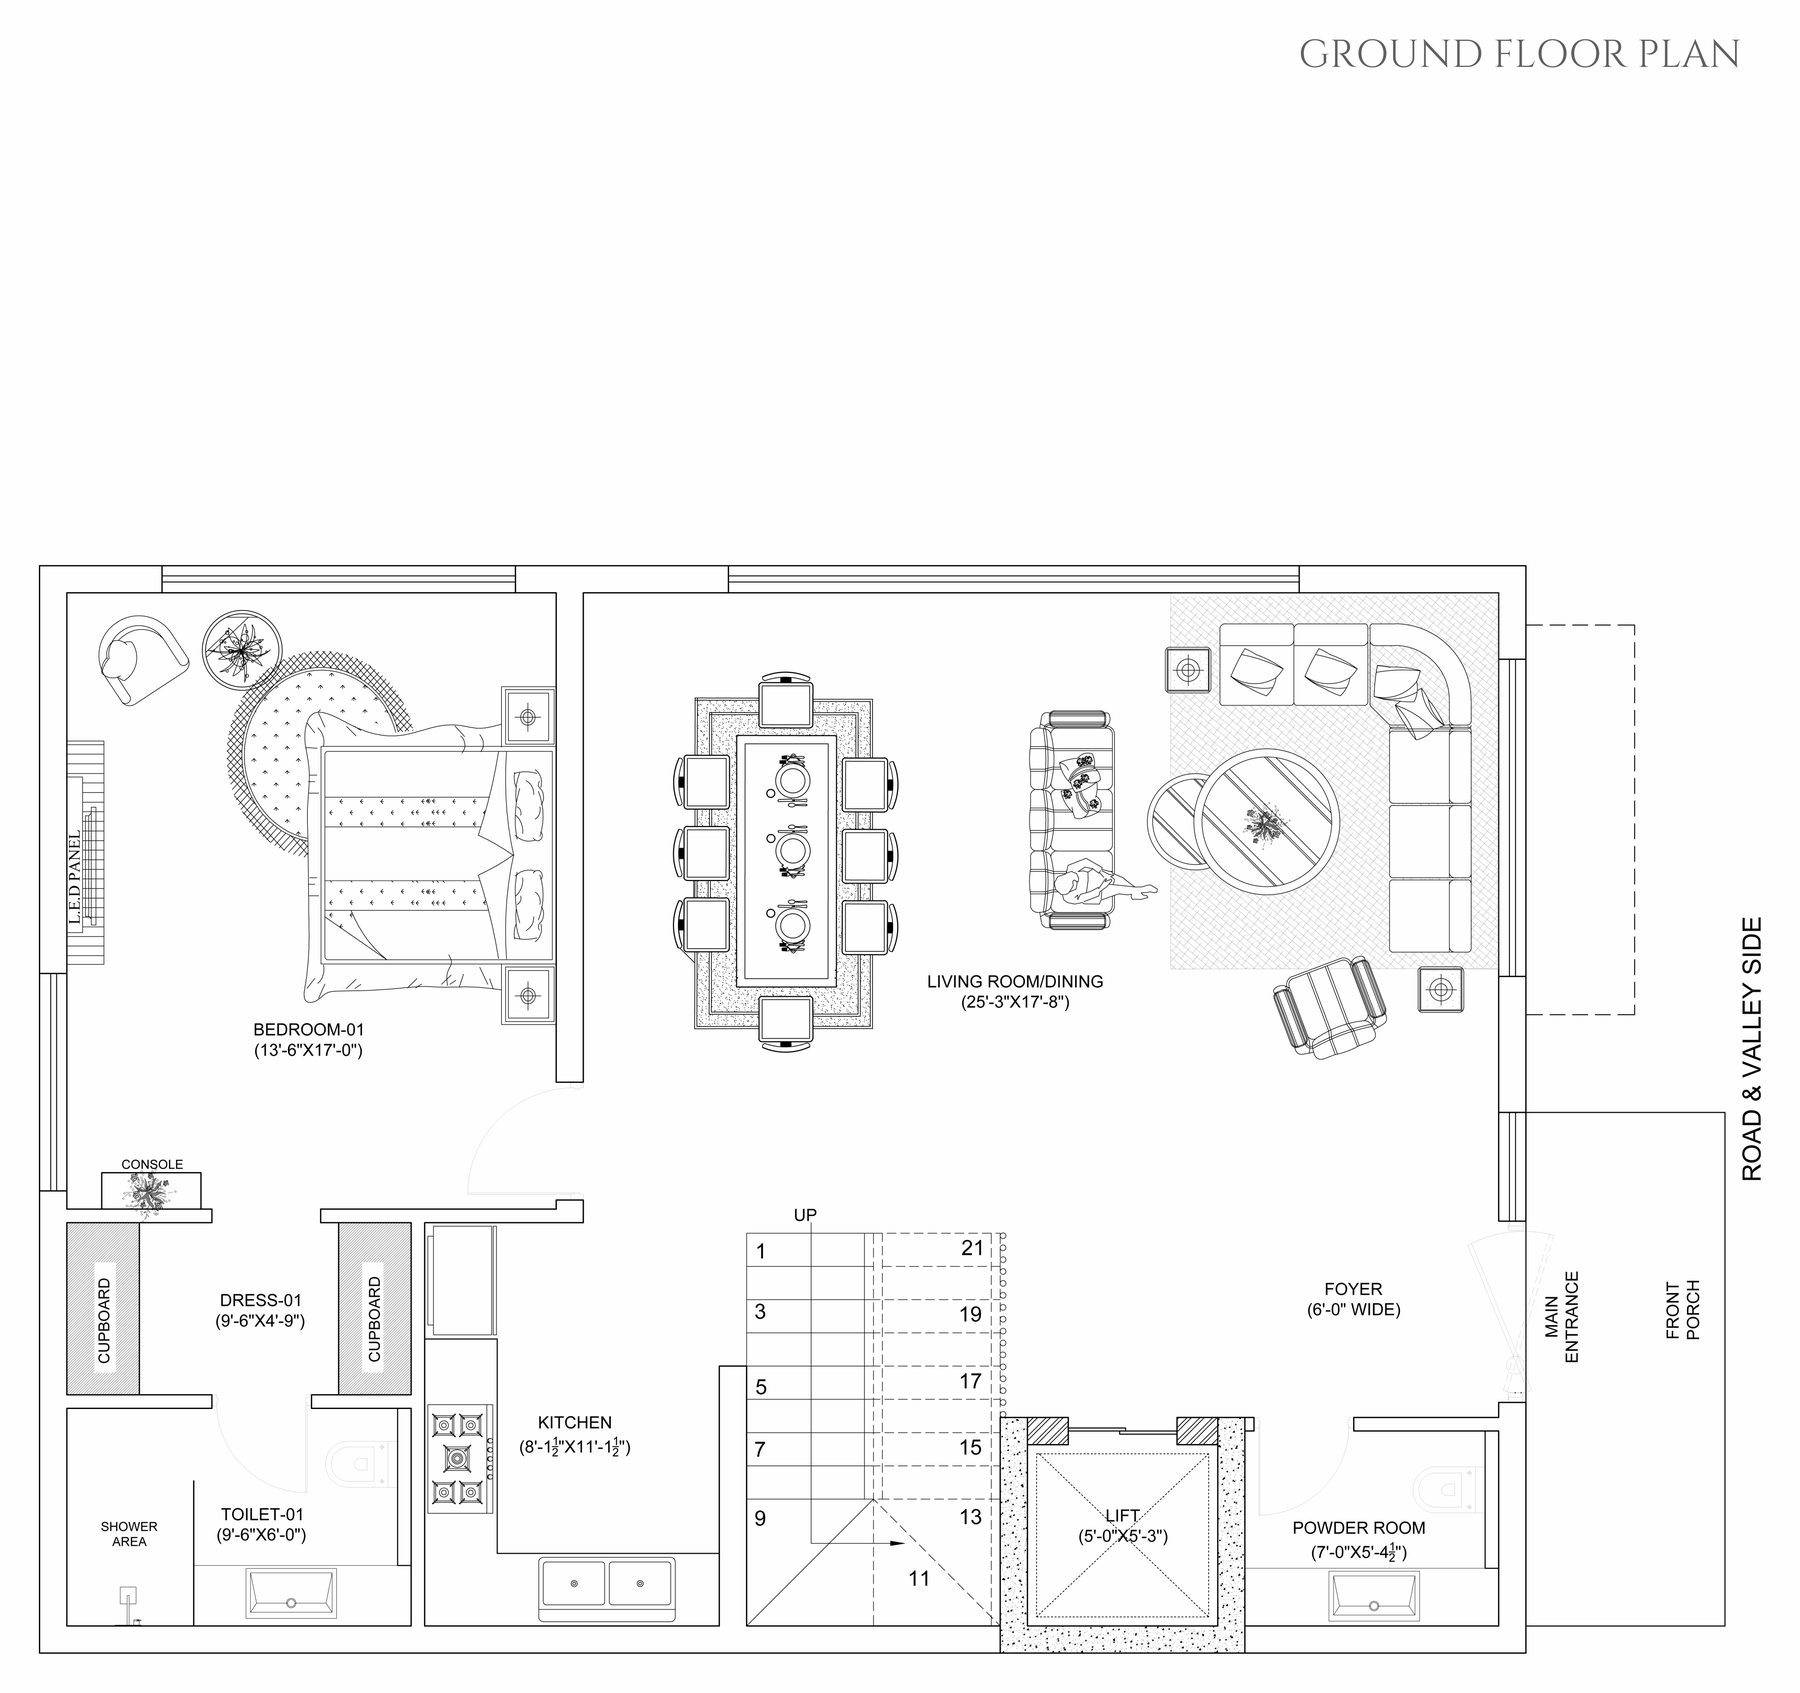 GROUND FLOOR PLAN
L.E.D PANEL
LIVING ROOM/DINING
(25'-3"X17'-8")
BEDROOM-01
(13'-6"X17'-0")
ROAD & VALLEY SIDE
CONSOLE
UP
1
21
3
19
5
17
7
15
9
13
11
CUPBOARD
DRESS-01
(9'-6"X4'-9")
CUPBOARD
FOYER
(6'-0" WIDE)
MAIN
ENTRANCE
FRONT
PORCH
KITCHEN
(8'-1½"X11'-1½")
TOILET-01
(9'-6"X6'-0")
SHOWER
AREA
LIFT
(5'-0"X5'-3")
POWDER ROOM
(7'-0"X5'-4½")